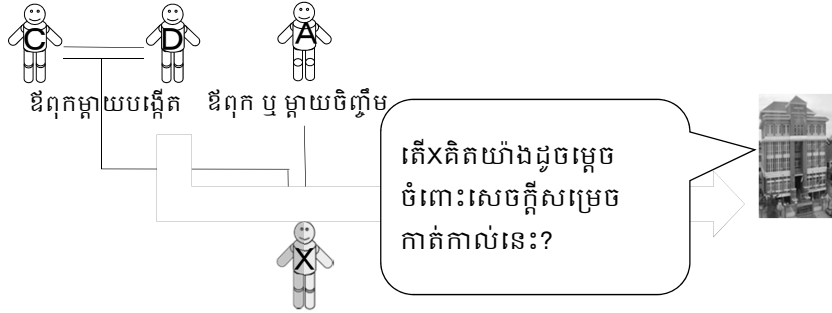 C
D
A
ឪពុកម្តាយបង្កើត
ឪពុក ឬ ម្តាយចិញ្ចឹម
តើXគិតយ៉ាងដូចម្តេច
ចំពោះសេចក្តីសម្រេច
កាត់កាល់នេះ?
X